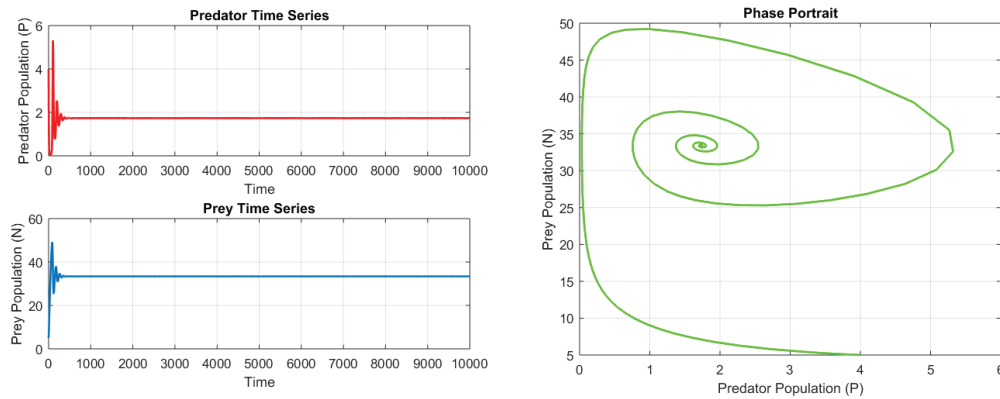 Predator Time Series
Predator Population (P)
6
4
2
0
0 1000 2000 3000 4000 5000 6000 7000 8000 9000 10000
Time
Prey Time Series
Prey Population (N)
60
40
20
0
0 1000 2000 3000 4000 5000 6000 7000 8000 9000 10000
Time
Phase Portrait
Prey Population (N)
50
45
40
35
30
25
20
15
10
5
0 1 2 3 4 5 6
Predator Population (P)